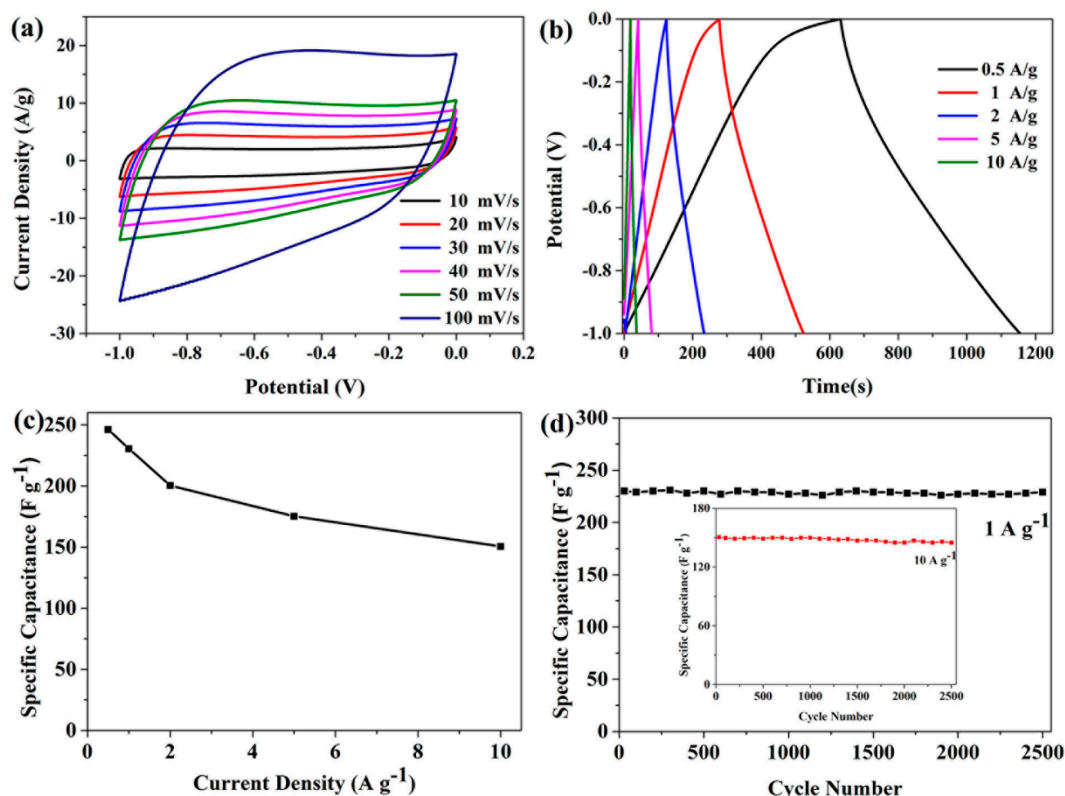 (a)
Current Density (A/g)
20
10
0
-10
-20
-30
10 mV/s
20 mV/s
30 mV/s
40 mV/s
50 mV/s
100 mV/s
-1.0
-0.8
-0.6
-0.4
-0.2
0.0
0.2
Potential (V)
(b)
Potential (V)
0.0
-0.2
-0.4
-0.6
-0.8
-1.0
0.5 A/g
1 A/g
2 A/g
5 A/g
10 A/g
0
200
400
600
800
1000
1200
Time(s)
(c)
Specific Capacitance (F g-1)
250
200
150
100
50
0
2
4
6
8
10
Current Density (A g-1)
(d)
Specific Capacitance (F g-1)
300
250
200
150
100
50
0
1 A g-1
Specific Capacitance (F g-1)
180
120
60
0
10 A g-1
0
500
1000
1500
2000
2500
Cycle Number
0
500
1000
1500
2000
2500
Cycle Number